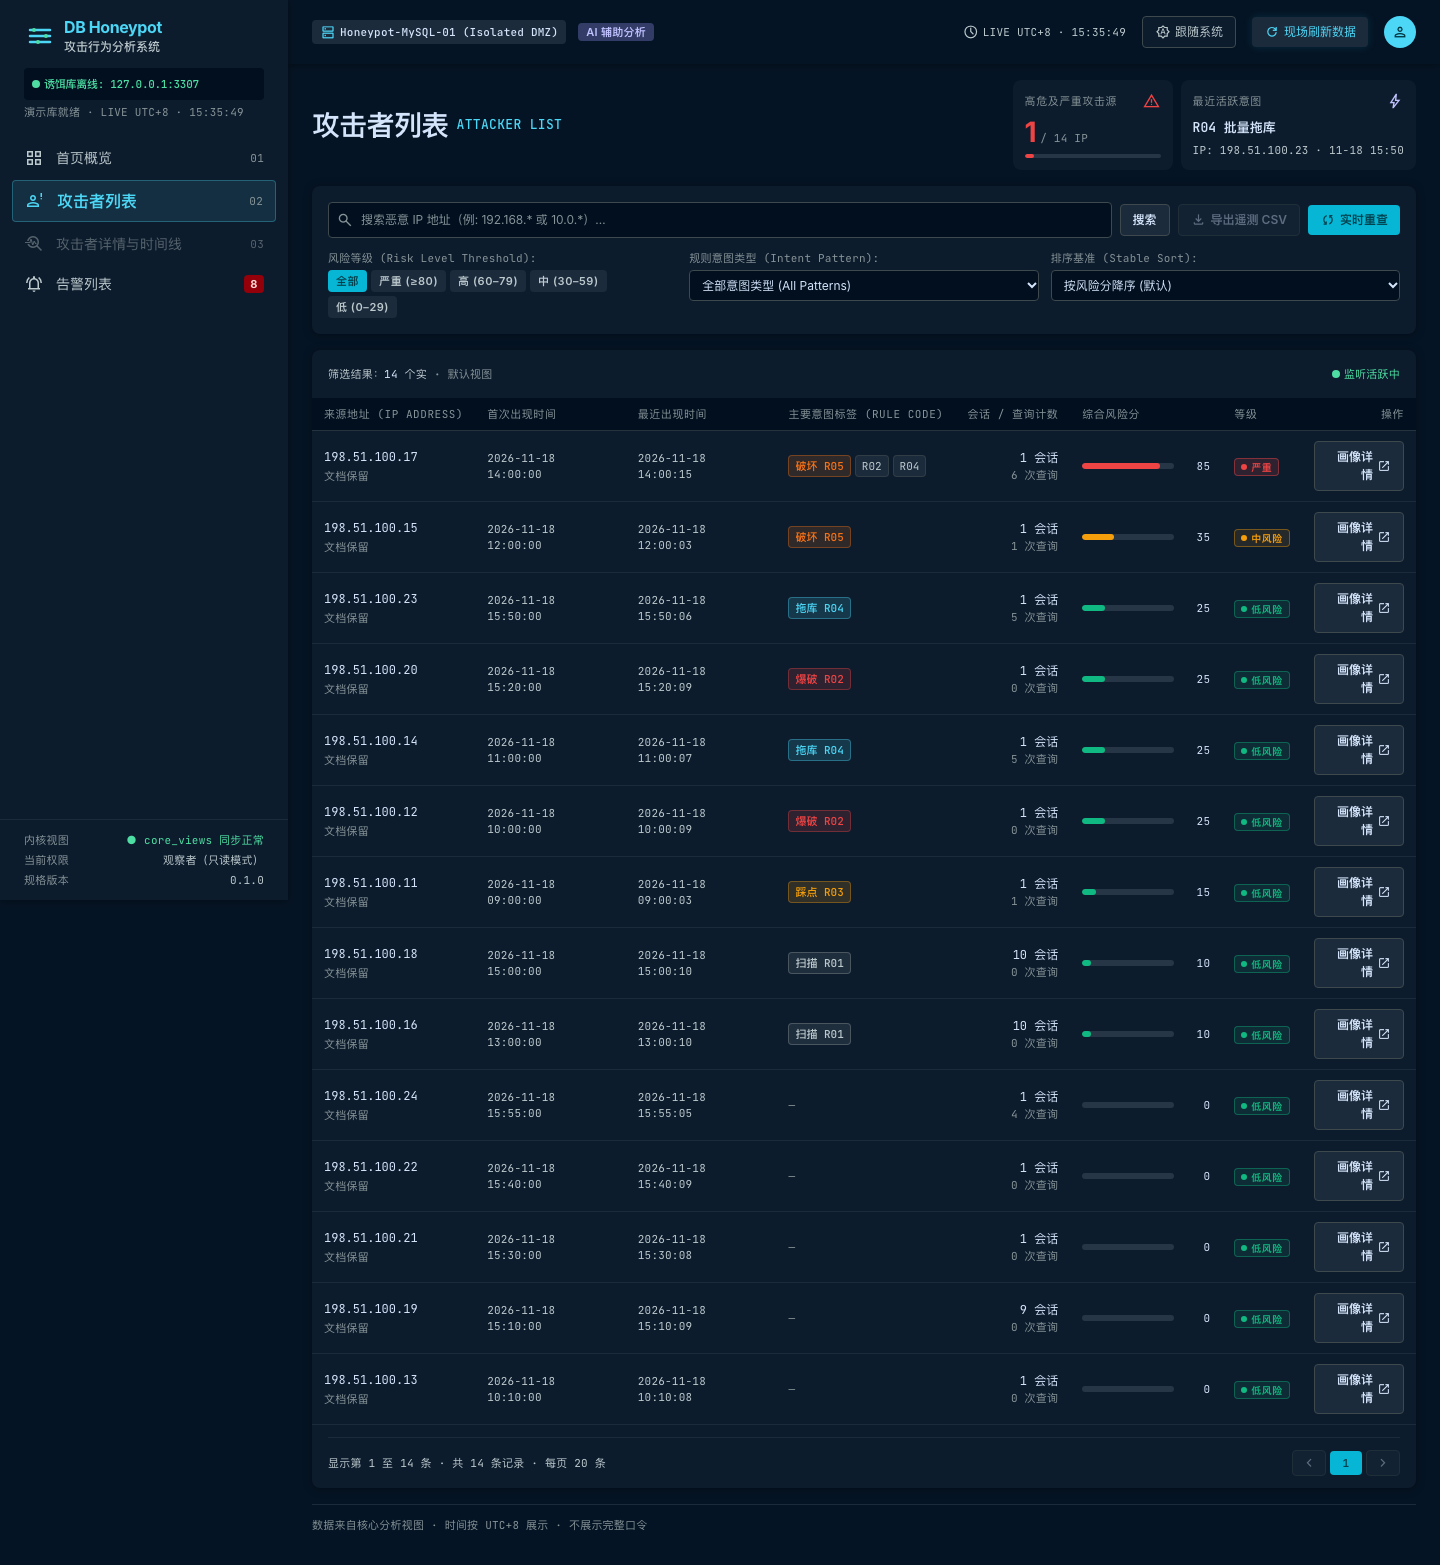 DB Honeypot
攻击行为分析系统
诱饵库离线: 127.0.0.1:3307
演示库就绪 · LIVE UTC+8 · 15:35:49
首页概览 01
攻击者列表 02
攻击者详情与时间线 03
告警列表 8
内核视图 core_views 同步正常
当前权限 观察者 (只读模式)
规格版本 0.1.0
Honeypot-MySQL-01 (Isolated DMZ) AI 辅助分析 LIVE UTC+8 · 15:35:49 跟随系统 现场刷新数据
攻击者列表 ATTACKER LIST
高危及严重攻击源
1 / 14 IP
最近活跃意图
R04 批量拖库
IP: 198.51.100.23 · 11-18 15:50
搜索恶意 IP 地址（例: 192.168.* 或 10.0.*）... 搜索 导出遥测 CSV 实时重查
风险等级 (Risk Level Threshold):
全部 严重 (≥80) 高 (60–79) 中 (30–59)
低 (0–29)
规则意图类型 (Intent Pattern):
全部意图类型 (All Patterns)
排序基准 (Stable Sort):
按风险分降序 (默认)
筛选结果: 14 个实 · 默认视图 监听活跃中
来源地址 (IP ADDRESS) 首次出现时间 最近出现时间 主要意图标签 (RULE CODE) 会话 / 查询计数 综合风险分 等级 操作
198.51.100.17 2026-11-18 2026-11-18 破坏 R05 R02 R04 1 会话 85 严重 画像详
文档保留 14:00:00 14:00:15 6 次查询 情
198.51.100.15 2026-11-18 2026-11-18 破坏 R05 1 会话 35 中风险 画像详
文档保留 12:00:00 12:00:03 1 次查询 情
198.51.100.23 2026-11-18 2026-11-18 拖库 R04 1 会话 25 低风险 画像详
文档保留 15:50:00 15:50:06 5 次查询 情
198.51.100.20 2026-11-18 2026-11-18 爆破 R02 1 会话 25 低风险 画像详
文档保留 15:20:00 15:20:09 0 次查询 情
198.51.100.14 2026-11-18 2026-11-18 拖库 R04 1 会话 25 低风险 画像详
文档保留 11:00:00 11:00:07 5 次查询 情
198.51.100.12 2026-11-18 2026-11-18 爆破 R02 1 会话 25 低风险 画像详
文档保留 10:00:00 10:00:09 0 次查询 情
198.51.100.11 2026-11-18 2026-11-18 踩点 R03 1 会话 15 低风险 画像详
文档保留 09:00:00 09:00:03 1 次查询 情
198.51.100.18 2026-11-18 2026-11-18 扫描 R01 10 会话 10 低风险 画像详
文档保留 15:00:00 15:00:10 0 次查询 情
198.51.100.16 2026-11-18 2026-11-18 扫描 R01 10 会话 10 低风险 画像详
文档保留 13:00:00 13:00:10 0 次查询 情
198.51.100.24 2026-11-18 2026-11-18 — 1 会话 0 低风险 画像详
文档保留 15:55:00 15:55:05 4 次查询 情
198.51.100.22 2026-11-18 2026-11-18 — 1 会话 0 低风险 画像详
文档保留 15:40:00 15:40:09 0 次查询 情
198.51.100.21 2026-11-18 2026-11-18 — 1 会话 0 低风险 画像详
文档保留 15:30:00 15:30:08 0 次查询 情
198.51.100.19 2026-11-18 2026-11-18 — 9 会话 0 低风险 画像详
文档保留 15:10:00 15:10:09 0 次查询 情
198.51.100.13 2026-11-18 2026-11-18 — 1 会话 0 低风险 画像详
文档保留 10:10:00 10:10:08 0 次查询 情
显示第 1 至 14 条 · 共 14 条记录 · 每页 20 条 1
数据来自核心分析视图 · 时间按 UTC+8 展示 · 不展示完整口令